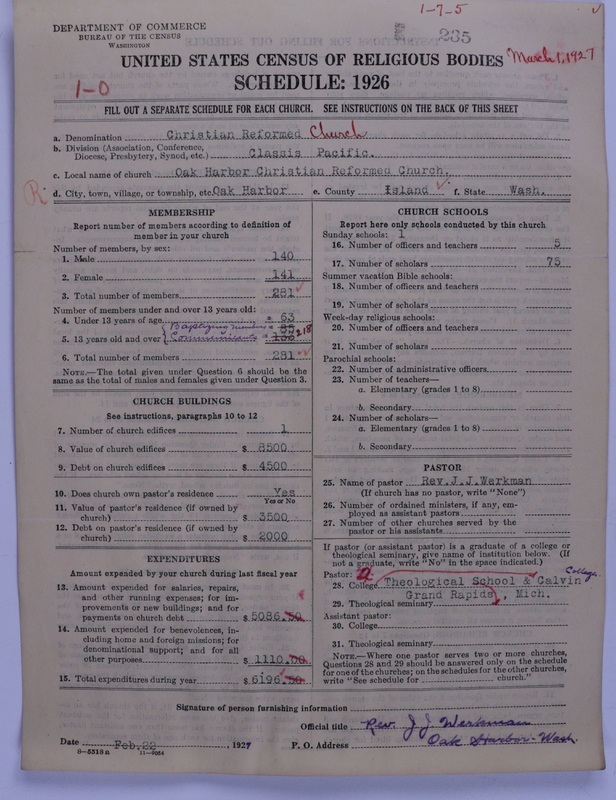 1-7-5
DEPARTMENT OF COMMERCE
BUREAU OF THE CENSUS
WASHINGTON
235
UNITED STATES CENSUS OF RELIGIOUS BODIES
March 1, 1927
1-0
SCHEDULE: 1926
FILL OUT A SEPARATE SCHEDULE FOR EACH CHURCH. SEE INSTRUCTIONS ON THE BACK OF THIS SHEET
a. Denomination Christian Reformed Church
b. Division (Association, Conference, Diocese, Presbytery, Synod, etc.) Classis Pacific.
c. Local name of church Oak Harbor Christian Reformed Church.
R d. City, town, village, or township, etc. Oak Harbor e. County Island f. State Wash.
MEMBERSHIP
Report number of members according to definition of
member in your church
Number of members, by sex:
1. Male 140
2. Female 141
3. Total number of members 281
Number of members under and over 13 years old:
4. Under 13 years of age 63
Baptizing members 85
5. 13 years old and over Communicants 218
6. Total number of members 281
NOTE.—The total given under Question 6 should be the
same as the total of males and females given under Question 3.
CHURCH BUILDINGS
See instructions, paragraphs 10 to 12
7. Number of church edifices 1
8. Value of church edifices $ 8500
9. Debt on church edifices $ 4500
10. Does church own pastor's residence Yes
Yes or No
11. Value of pastor's residence (if owned by
church) $ 3500
12. Debt on pastor's residence (if owned by
church) $ 2000
EXPENDITURES
Amount expended by your church during last fiscal year
13. Amount expended for salaries, repairs,
and other running expenses; for im-
provements or new buildings; and for
payments on church debt $ 5086.50
14. Amount expended for benevolences, in-
cluding home and foreign missions; for
denominational support; and for all
other purposes $ 1110.00
15. Total expenditures during year $ 6196.50
CHURCH SCHOOLS
Report here only schools conducted by this church
Sunday schools: 1
16. Number of officers and teachers 5
17. Number of scholars 75
Summer vacation Bible schools:
18. Number of officers and teachers
19. Number of scholars
Week-day religious schools:
20. Number of officers and teachers
21. Number of scholars
Parochial schools:
22. Number of administrative officers
23. Number of teachers—
a. Elementary (grades 1 to 8)
b. Secondary
24. Number of scholars—
a. Elementary (grades 1 to 8)
b. Secondary
PASTOR
25. Name of pastor Rev. J.J. Werkman
(If church has no pastor, write "None")
26. Number of ordained ministers, if any, em-
ployed as assistant pastors
27. Number of other churches served by the
pastor or his assistants
If pastor (or assistant pastor) is a graduate of a college or
theological seminary, give name of institution below. (If
not a graduate, write "No" in the space indicated.)
Pastor:
28. College Theological School & Calvin College.
Grand Rapids, Mich.
29. Theological seminary
Assistant pastor:
30. College
31. Theological seminary
NOTE.—Where one pastor serves two or more churches,
Questions 28 and 29 should be answered only on the schedule
for one of the churches; on the schedules for the other churches,
write "See schedule for church."
Signature of person furnishing information
Official title Rev. J. J. Werkman
Date Feb. 22, 1927 P. O. Address Oak Harbor - Wash.
8-5318 a 11-9054